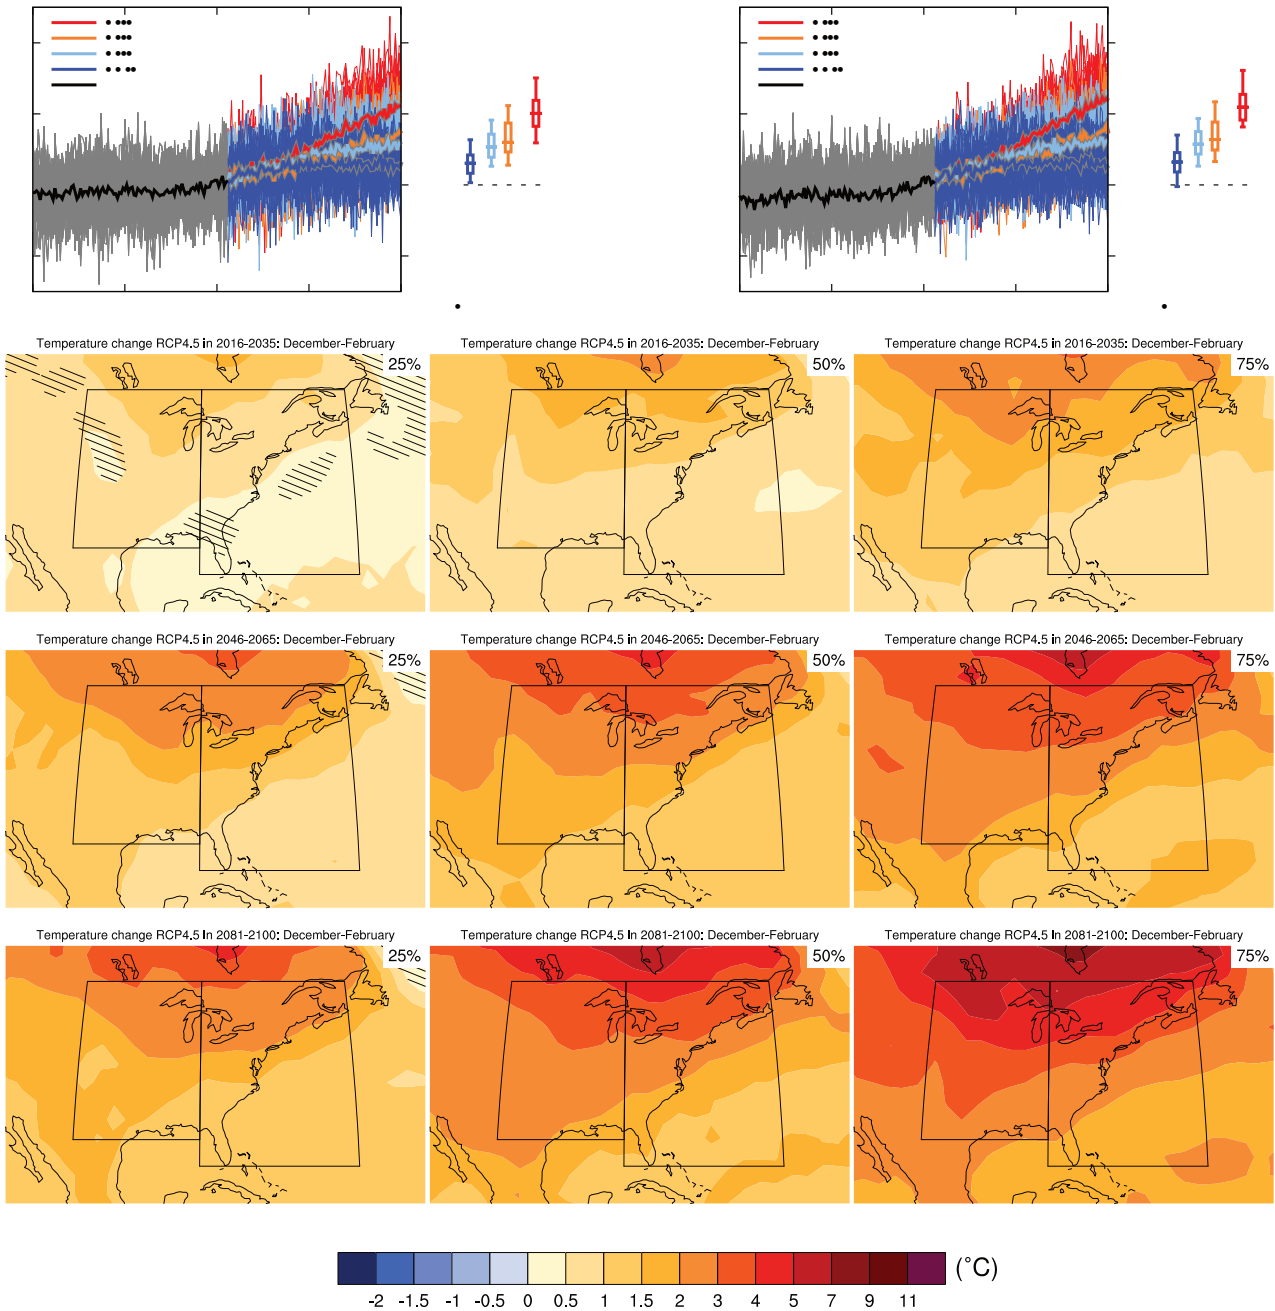 Temperature change RCP4.5 in 2016-2035: December-February
25%
Temperature change RCP4.5 in 2016-2035: December-February
50%
Temperature change RCP4.5 in 2016-2035: December-February
75%
Temperature change RCP4.5 in 2046-2065: December-February
25%
Temperature change RCP4.5 in 2046-2065: December-February
50%
Temperature change RCP4.5 in 2046-2065: December-February
75%
Temperature change RCP4.5 in 2081-2100: December-February
25%
Temperature change RCP4.5 in 2081-2100: December-February
50%
Temperature change RCP4.5 in 2081-2100: December-February
75%
(°C)
-2 -1.5 -1 -0.5 0 0.5 1 1.5 2 3 4 5 7 9 11